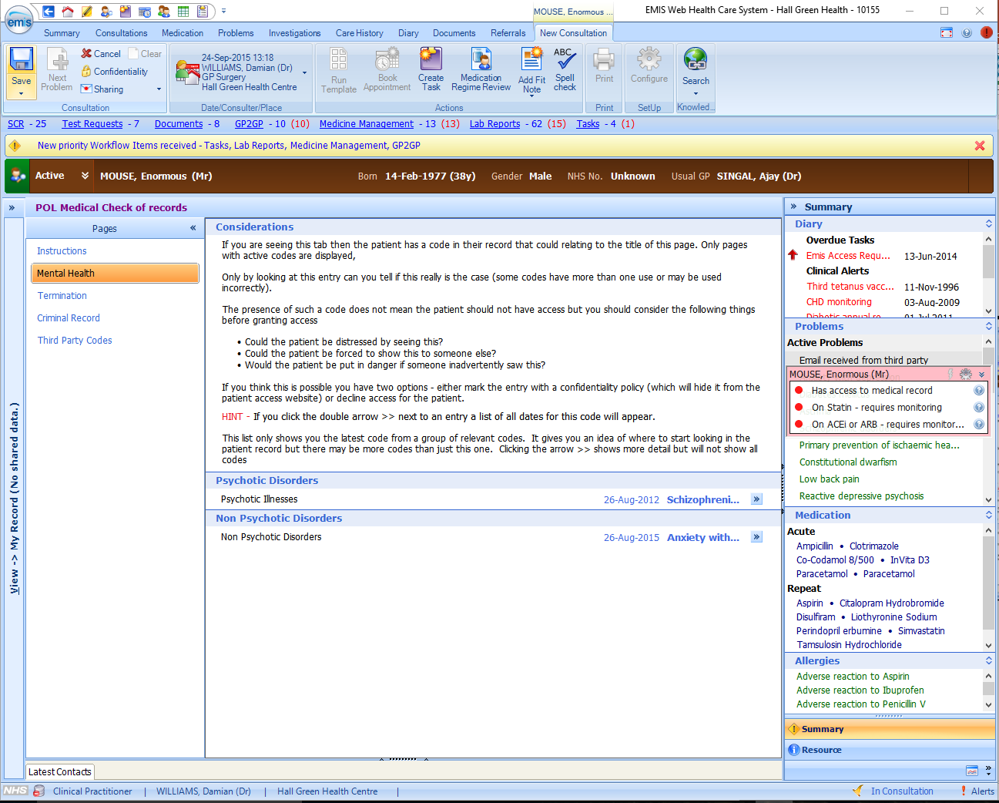 MOUSE, Enormous ...
EMIS Web Health Care System - Hall Green Health - 10155
emis
Summary Consultations Medication Problems Investigations Care History Diary Documents Referrals New Consultation
Save
Next Problem
Cancel Clear
Confidentiality
Sharing
Consultation
24-Sep-2015 13:18
WILLIAMS, Damian (Dr)
GP Surgery
Hall Green Health Centre
Date/Consulter/Place
Run Template
Book Appointment
Create Task
Medication Regime Review
Add Fit Note
ABC
Spell check
Actions
Print
Print
Configure
SetUp
Search
Knowled...
SCR - 25 Test Requests - 7 Documents - 8 GP2GP - 10 (10) Medicine Management - 13 (13) Lab Reports - 62 (15) Tasks - 4 (1)
New priority Workflow Items received - Tasks, Lab Reports, Medicine Management, GP2GP
Active MOUSE, Enormous (Mr) Born 14-Feb-1977 (38y) Gender Male NHS No. Unknown Usual GP SINGAL, Ajay (Dr)
View -> My Record (No shared data.)
POL Medical Check of records
Pages
Instructions
Mental Health
Termination
Criminal Record
Third Party Codes
Considerations
If you are seeing this tab then the patient has a code in their record that could relating to the title of this page. Only pages
with active codes are displayed,
Only by looking at this entry can you tell if this really is the case (some codes have more than one use or may be used
incorrectly).
The presence of such a code does not mean the patient should not have access but you should consider the following things
before granting access
• Could the patient be distressed by seeing this?
• Could the patient be forced to show this to someone else?
• Would the patient be put in danger if someone inadvertently saw this?
If you think this is possible you have two options - either mark the entry with a confidentiality policy (which will hide it from the
patient access website) or decline access for the patient.
HINT - If you click the double arrow >> next to an entry a list of all dates for this code will appear.
This list only shows you the latest code from a group of relevant codes. It gives you an idea of where to start looking in the
patient record but there may be more codes than just this one. Clicking the arrow >> shows more detail but will not show all
codes
Psychotic Disorders
Psychotic Illnesses 26-Aug-2012 Schizophreni...
Non Psychotic Disorders
Non Psychotic Disorders 26-Aug-2015 Anxiety with...
Summary
Diary
Overdue Tasks
Emis Access Requ... 13-Jun-2014
Clinical Alerts
Third tetanus vacc... 11-Nov-1996
CHD monitoring 03-Aug-2009
Diabetic annual re... 01-Jul-2011
Problems
Active Problems
Email received from third party
MOUSE, Enormous (Mr)
Has access to medical record
On Statin - requires monitoring
On ACEi or ARB - requires monitor...
Primary prevention of ischaemic hea...
Constitutional dwarfism
Low back pain
Reactive depressive psychosis
Medication
Acute
Ampicillin • Clotrimazole
Co-Codamol 8/500 • InVita D3
Paracetamol • Paracetamol
Repeat
Aspirin • Citalopram Hydrobromide
Disulfiram • Liothyronine Sodium
Perindopril erbumine • Simvastatin
Tamsulosin Hydrochloride
Allergies
Adverse reaction to Aspirin
Adverse reaction to Ibuprofen
Adverse reaction to Penicillin V
Summary
Resource
Latest Contacts
NHS Clinical Practitioner | WILLIAMS, Damian (Dr) | Hall Green Health Centre | In Consultation Alerts